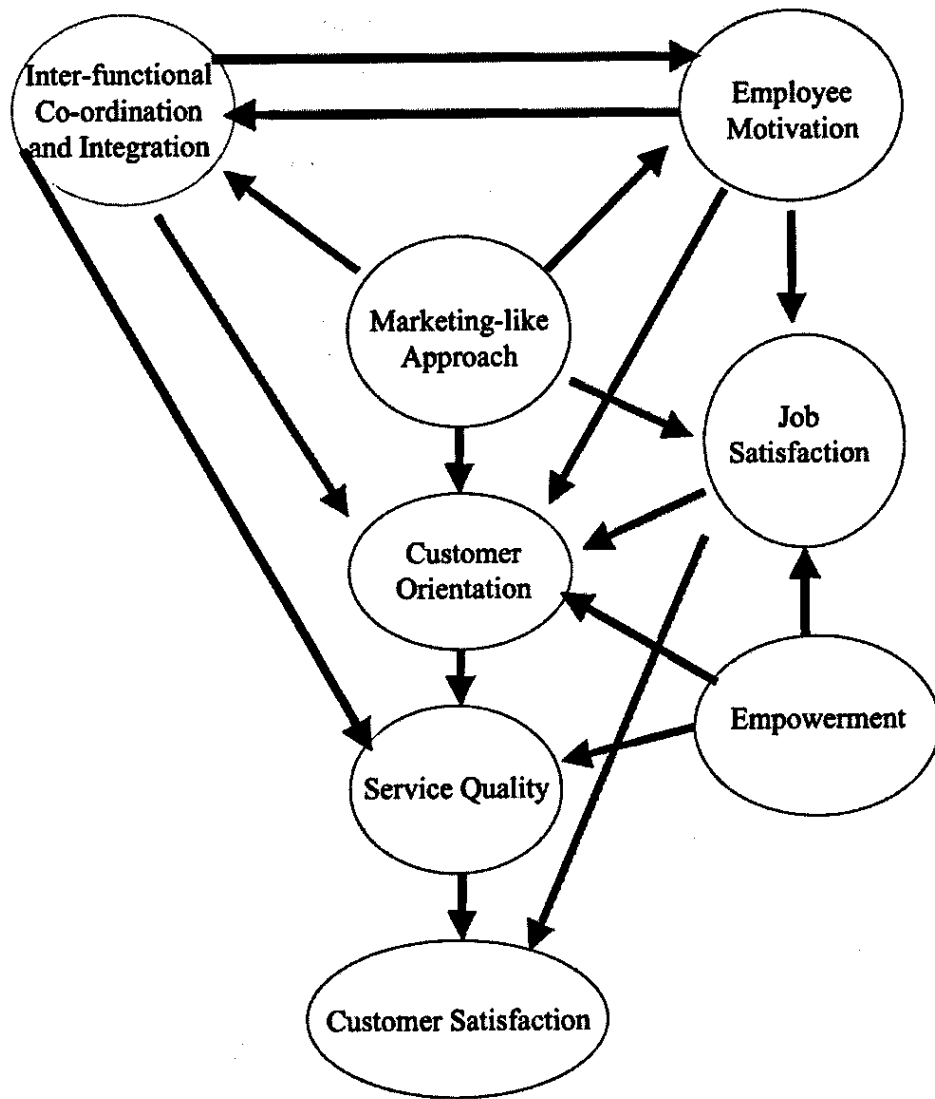 Inter-functional
Co-ordination
and Integration
Employee
Motivation
Marketing-like
Approach
Job
Satisfaction
Customer
Orientation
Empowerment
Service Quality
Customer Satisfaction